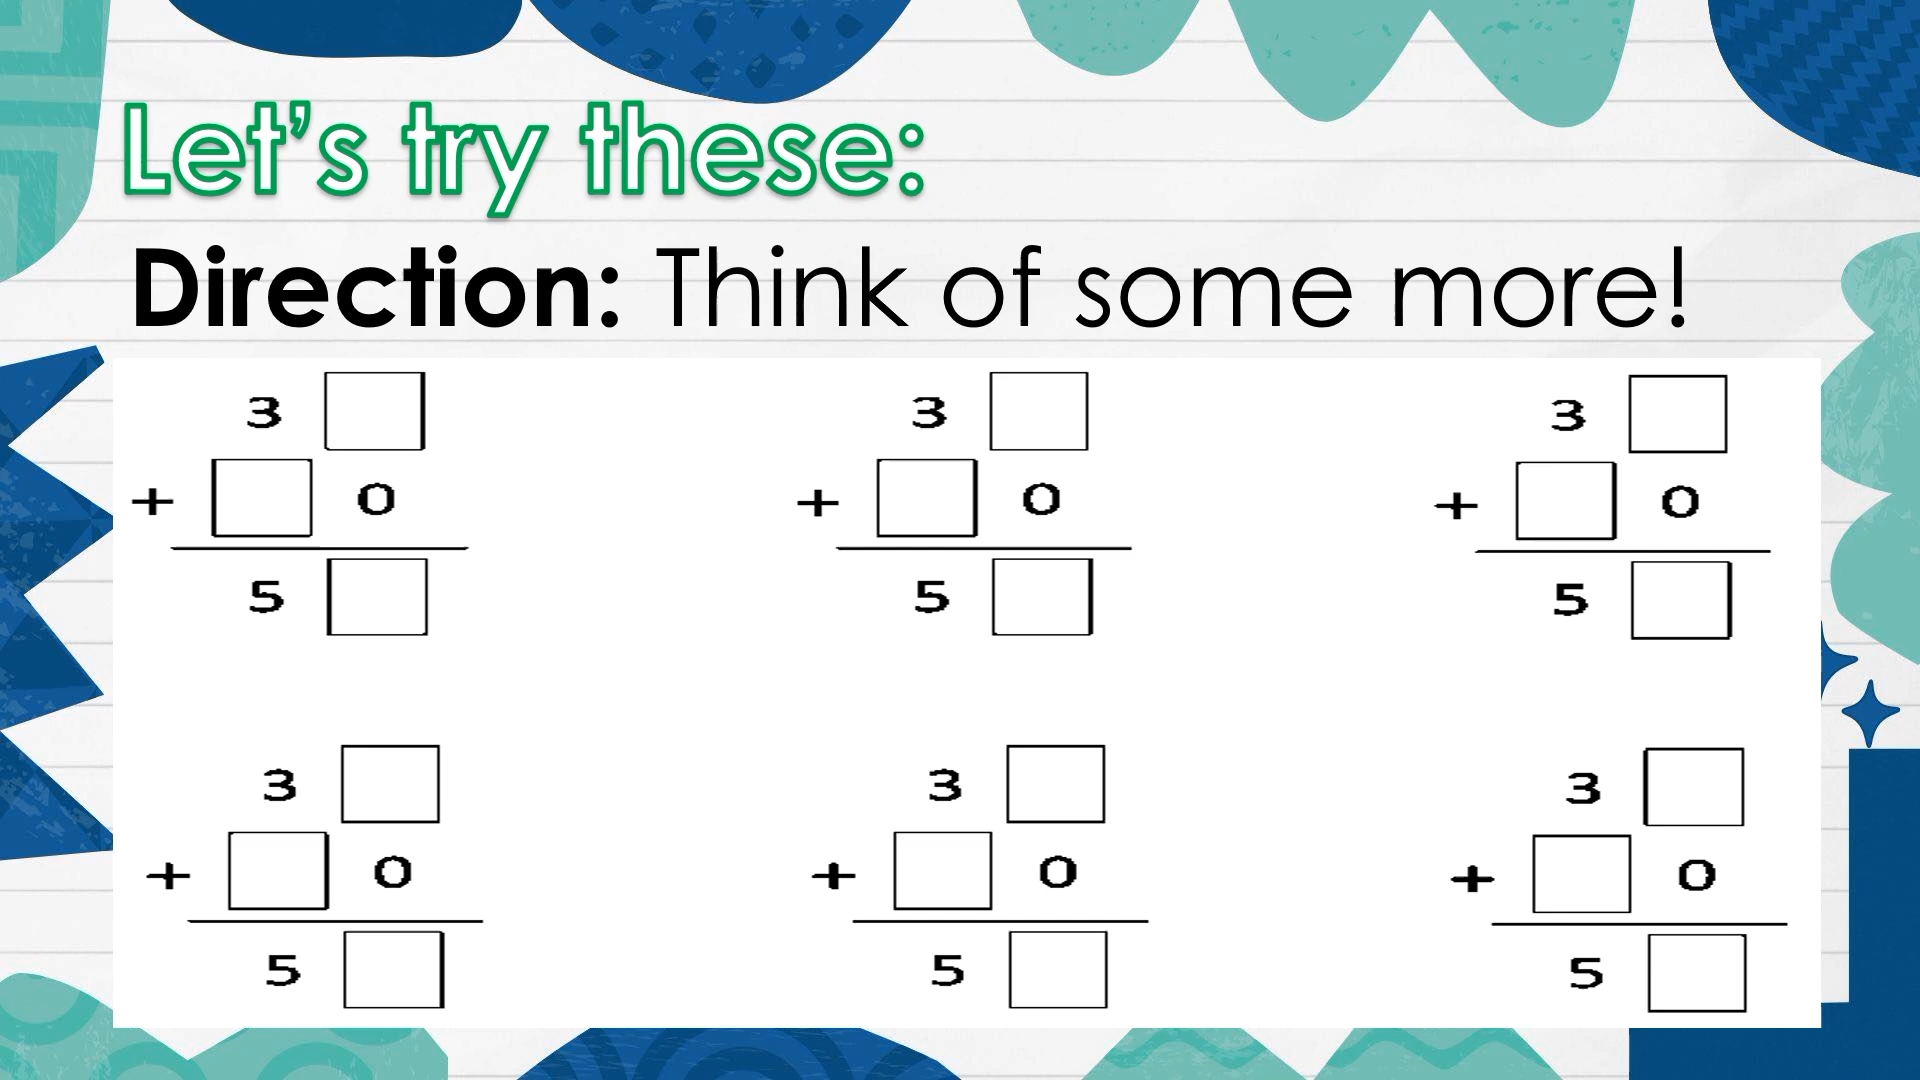 Let's try these:
Direction: Think of some more!
3 3 3
+ 0 + 0 + 0
5 5 5
3 3 3
+ 0 + 0 + 0
5 5 5